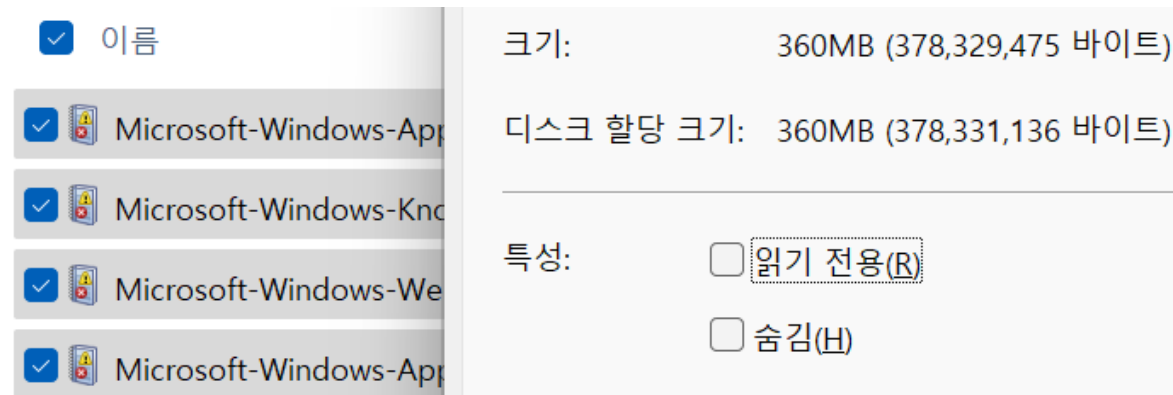 이름
Microsoft-Windows-App
Microsoft-Windows-Kno
Microsoft-Windows-We
Microsoft-Windows-App
크기: 360MB (378,329,475 바이트)
디스크 할당 크기: 360MB (378,331,136 바이트)
특성: 읽기 전용(R)
숨김(H)